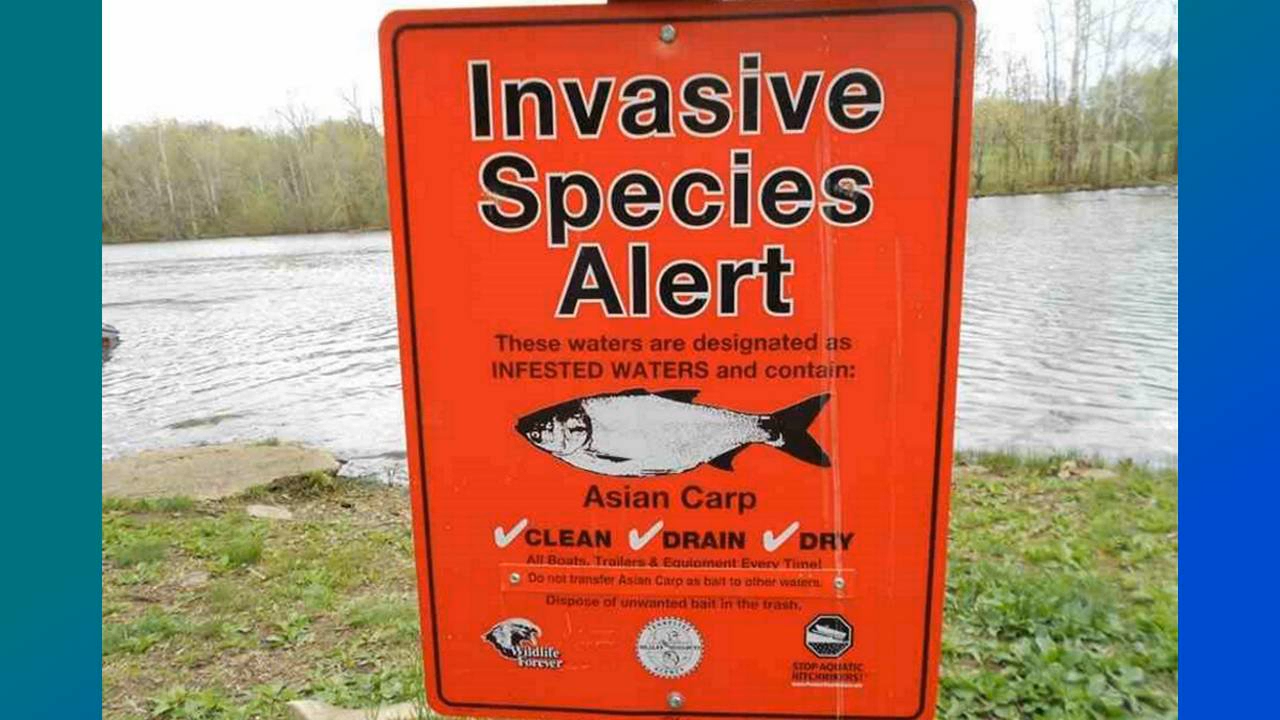 Invasive
Species
Alert
These waters are designated as
INFESTED WATERS and contain:
Asian Carp
CLEAN DRAIN DRY
All Boats, Trailers & Equipment Every Time!
Do not transfer Asian Carp as bait to other waters.
Dispose of unwanted bait in the trash.
Wildlife
Forever
STOP AQUATIC
HITCHHIKERS!